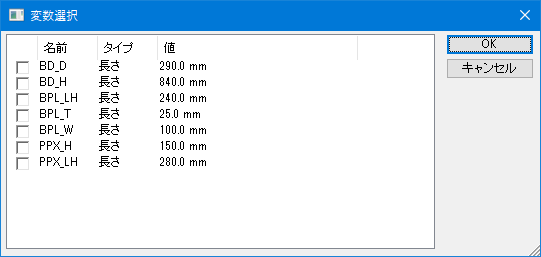 変数選択
名前 タイプ 値
BD_D 長さ 290.0 mm
BD_H 長さ 840.0 mm
BPL_LH 長さ 240.0 mm
BPL_T 長さ 25.0 mm
BPL_W 長さ 100.0 mm
PPX_H 長さ 150.0 mm
PPX_LH 長さ 280.0 mm
OK
キャンセル